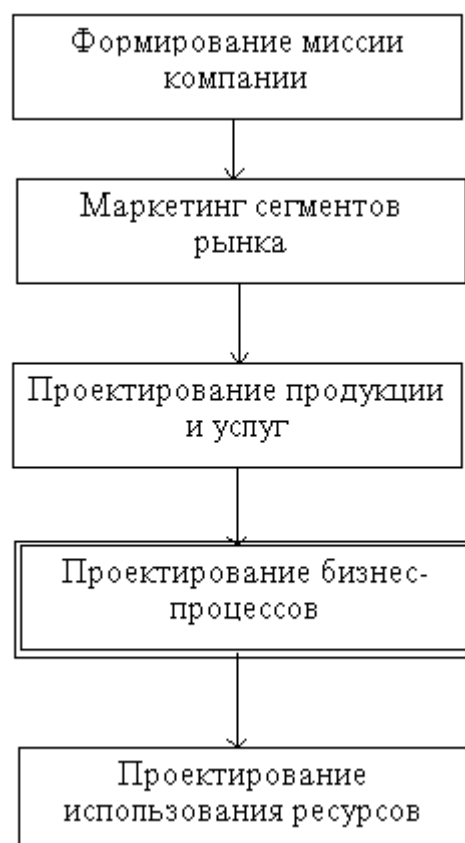 Формирование миссии
компании
Маркетинг сегментов
рынка
Проектирование продукции
и услуг
Проектирование бизнес-
процессов
Проектирование
использования ресурсов